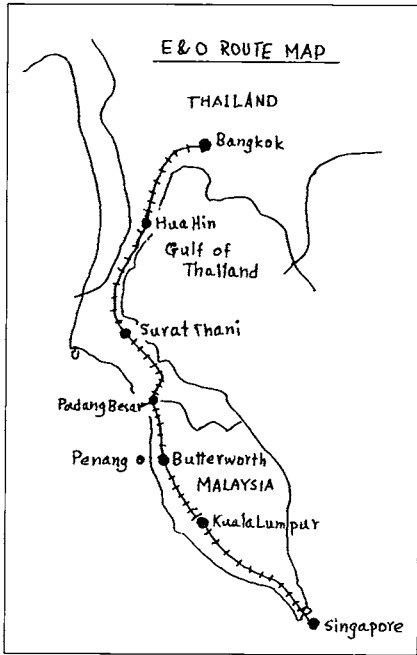 E&O ROUTE MAP
THAILAND
Bangkok
Hua Hin
Gulf of
Thailand
Surat Thani
Padang Besar
Penang
Butterworth
MALAYSIA
Kuala Lumpur
Singapore